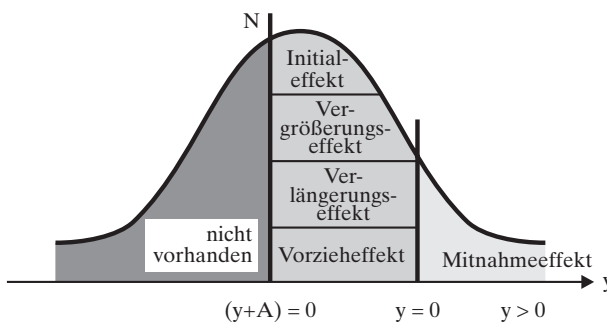 N
Initial-
effekt
Ver-
größerungs-
effekt
Ver-
längerungs-
effekt
nicht
vorhanden
Vorzieheffekt
Mitnahmeeffekt
y
(y+A) = 0
y = 0
y > 0